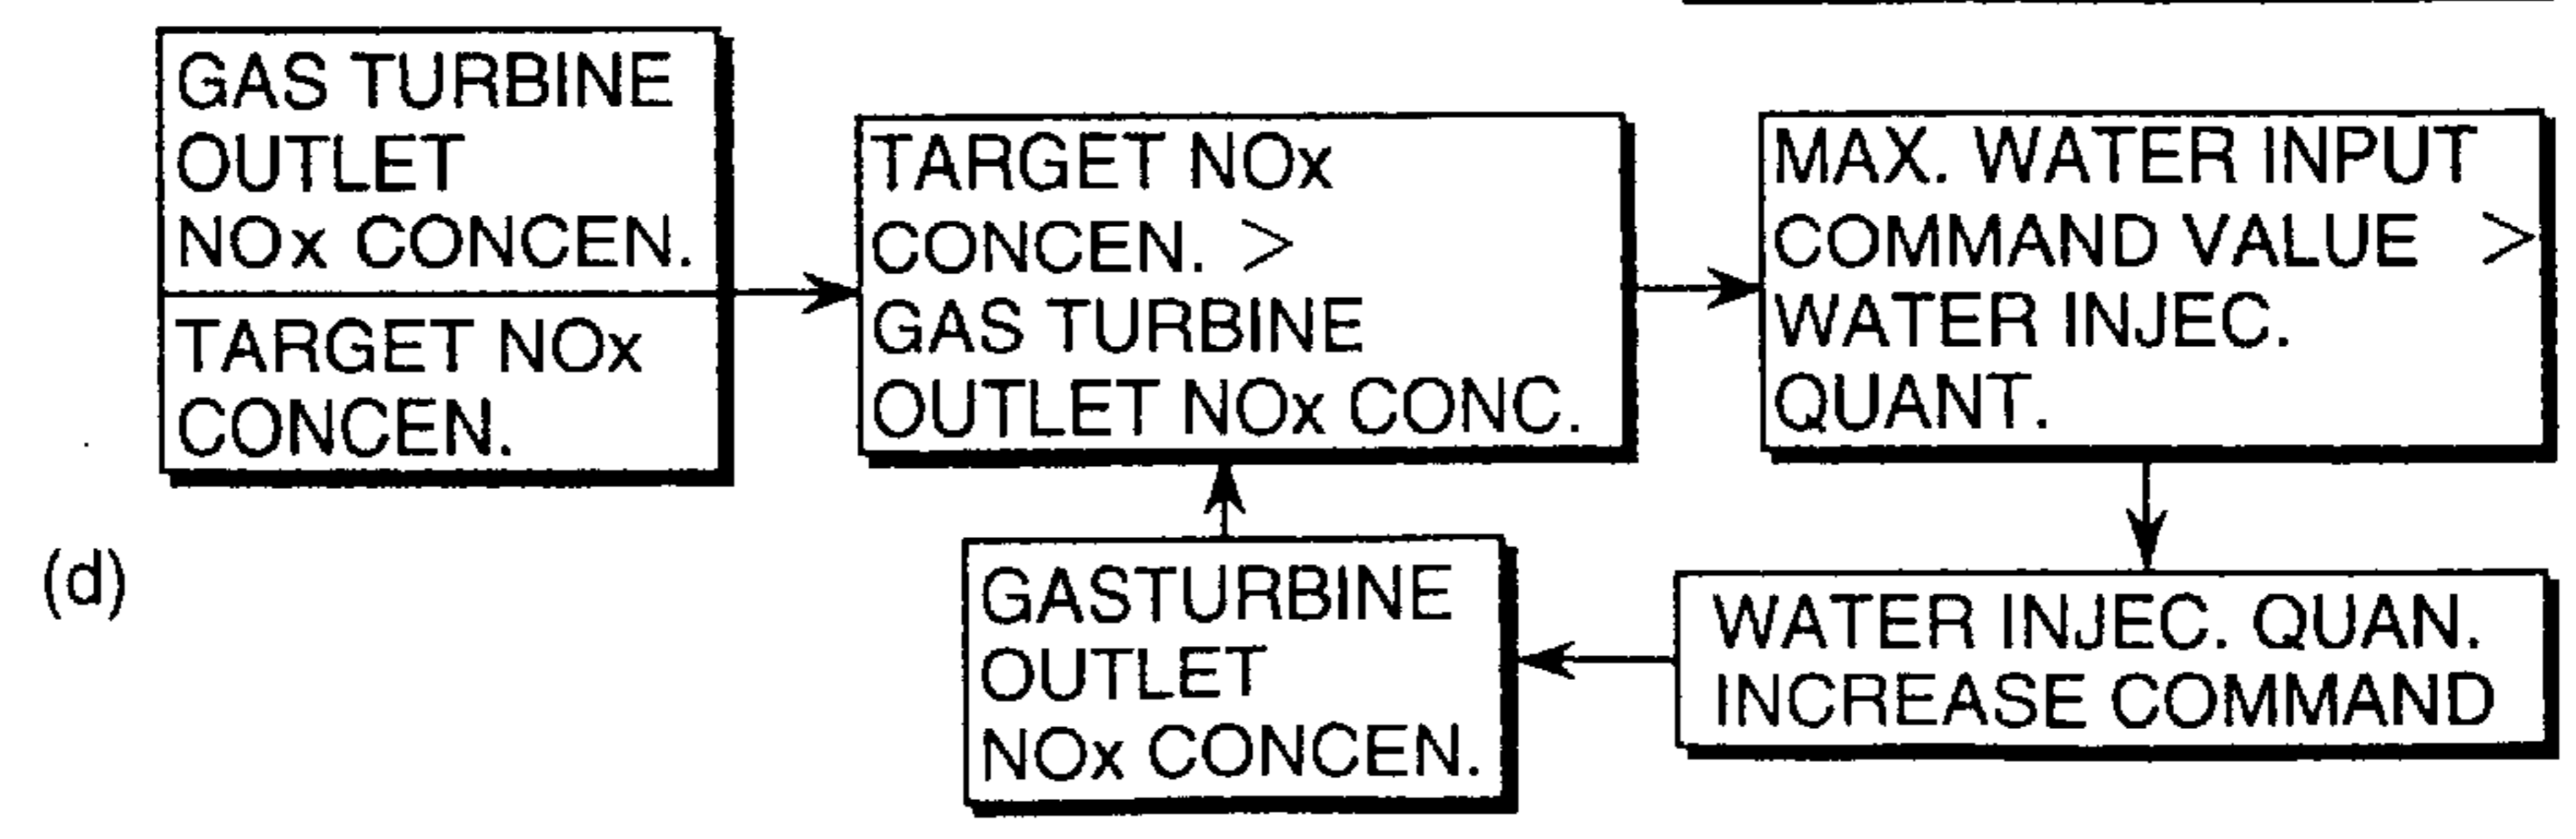 GAS TURBINE
OUTLET
NOx CONCEN.
TARGET NOx
CONCEN.
TARGET NOx
CONCEN. >
GAS TURBINE
OUTLET NOx CONC.
MAX. WATER INPUT
COMMAND VALUE >
WATER INJEC.
QUANT.
WATER INJEC. QUAN.
INCREASE COMMAND
GASTURBINE
OUTLET
NOx CONCEN.
(d)